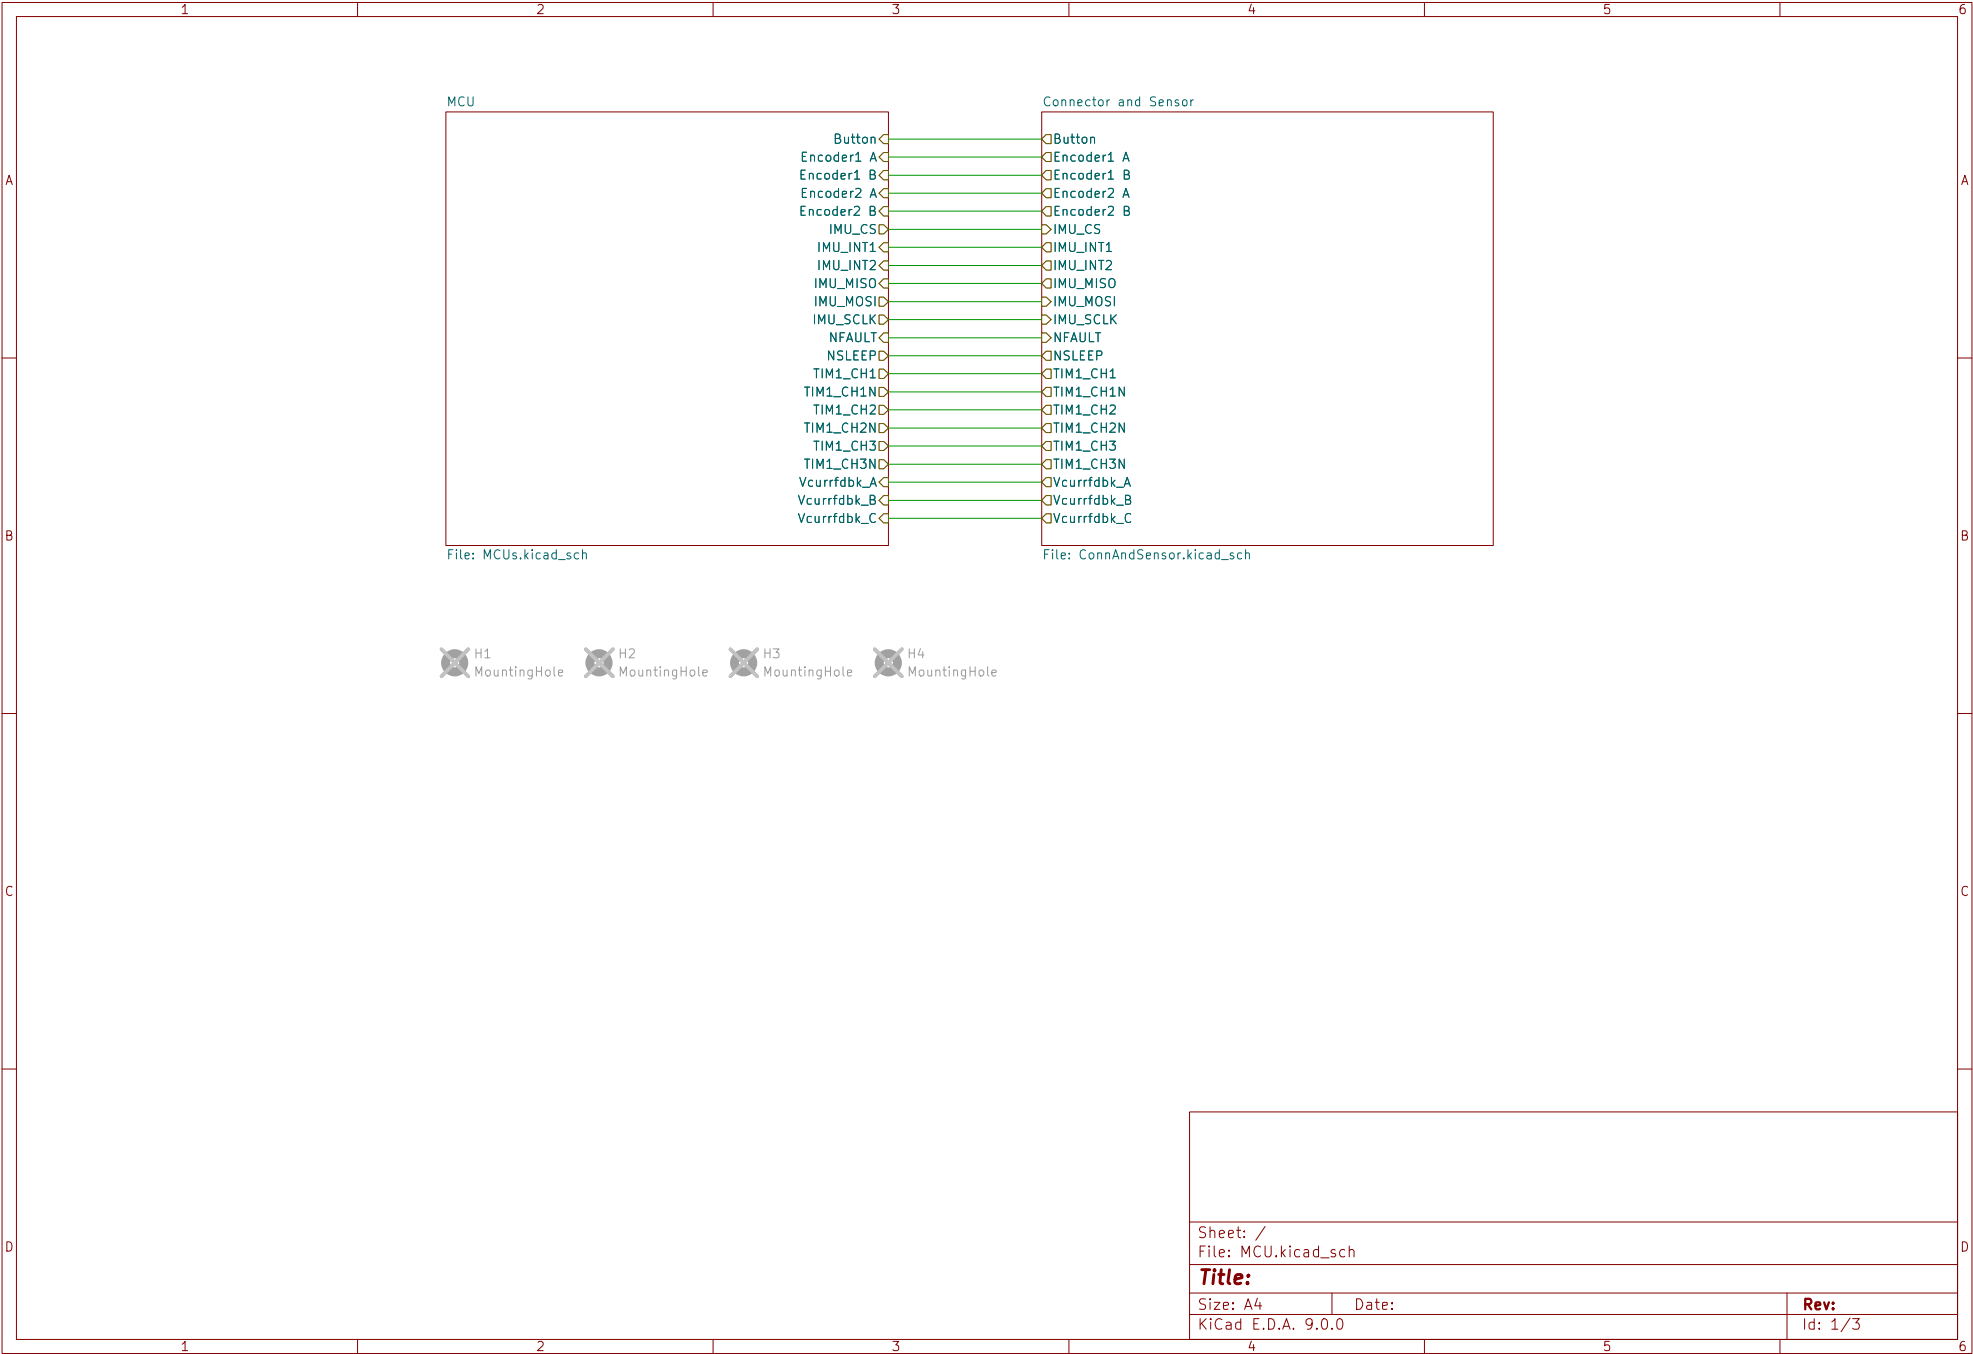 1 2 3 4 5 6
MCU
Connector and Sensor
Button Button
Encoder1 A Encoder1 A
A A
Encoder1 B Encoder1 B
Encoder2 A Encoder2 A
Encoder2 B Encoder2 B
IMU_CS IMU_CS
IMU_INT1 IMU_INT1
IMU_INT2 IMU_INT2
IMU_MISO IMU_MISO
IMU_MOSI IMU_MOSI
IMU_SCLK IMU_SCLK
NFAULT NFAULT
NSLEEP NSLEEP
TIM1_CH1 TIM1_CH1
TIM1_CH1N TIM1_CH1N
TIM1_CH2 TIM1_CH2
TIM1_CH2N TIM1_CH2N
TIM1_CH3 TIM1_CH3
TIM1_CH3N TIM1_CH3N
Vcurrfdbk_A Vcurrfdbk_A
Vcurrfdbk_B Vcurrfdbk_B
Vcurrfdbk_C Vcurrfdbk_C
B B
File: MCUs.kicad_sch
File: ConnAndSensor.kicad_sch
H1
MountingHole
H2
MountingHole
H3
MountingHole
H4
MountingHole
C C
Sheet: /
D D
File: MCU.kicad_sch
Title:
Size: A4 Date: Rev:
KiCad E.D.A. 9.0.0 Id: 1/3
1 2 3 4 5 6